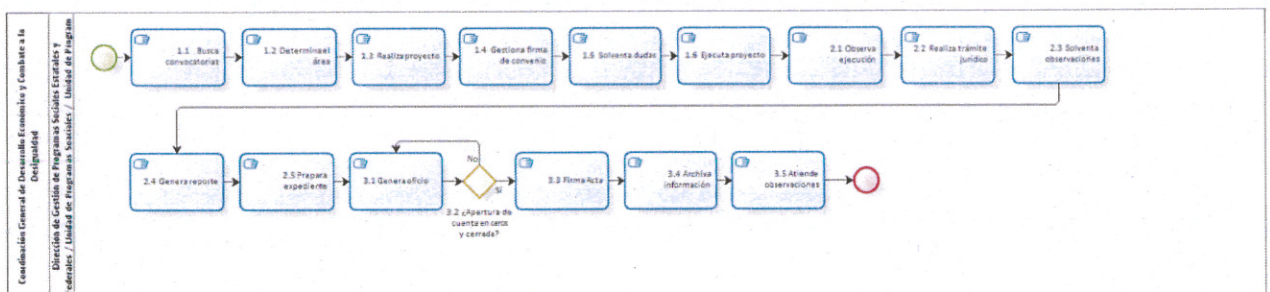 Coordinación General de Desarrollo Económico y Combate a la
Desigualdad
Dirección de Gestión de Programas Sociales Estatales y
Federales / Unidad de Programas Soaciales / Unidad de Program
1.1 Busca
convocatorias
1.2 Determina el
área
1.3 Realiza proyecto
1.4 Gestiona firma
de convenio
1.5 Solventa dudas
1.6 Ejecuta proyecto
2.1 Observa
ejecución
2.2 Realiza trámite
jurídico
2.3 Solventa
observaciones
2.4 Genera reporte
2.5 Prepara
expediente
3.1 Genera oficio
No
Sí
3.2 ¿Apertura de
cuenta en ceros
y cerrada?
3.3 Firma Acta
3.4 Archiva
información
3.5 Atiende
observaciones